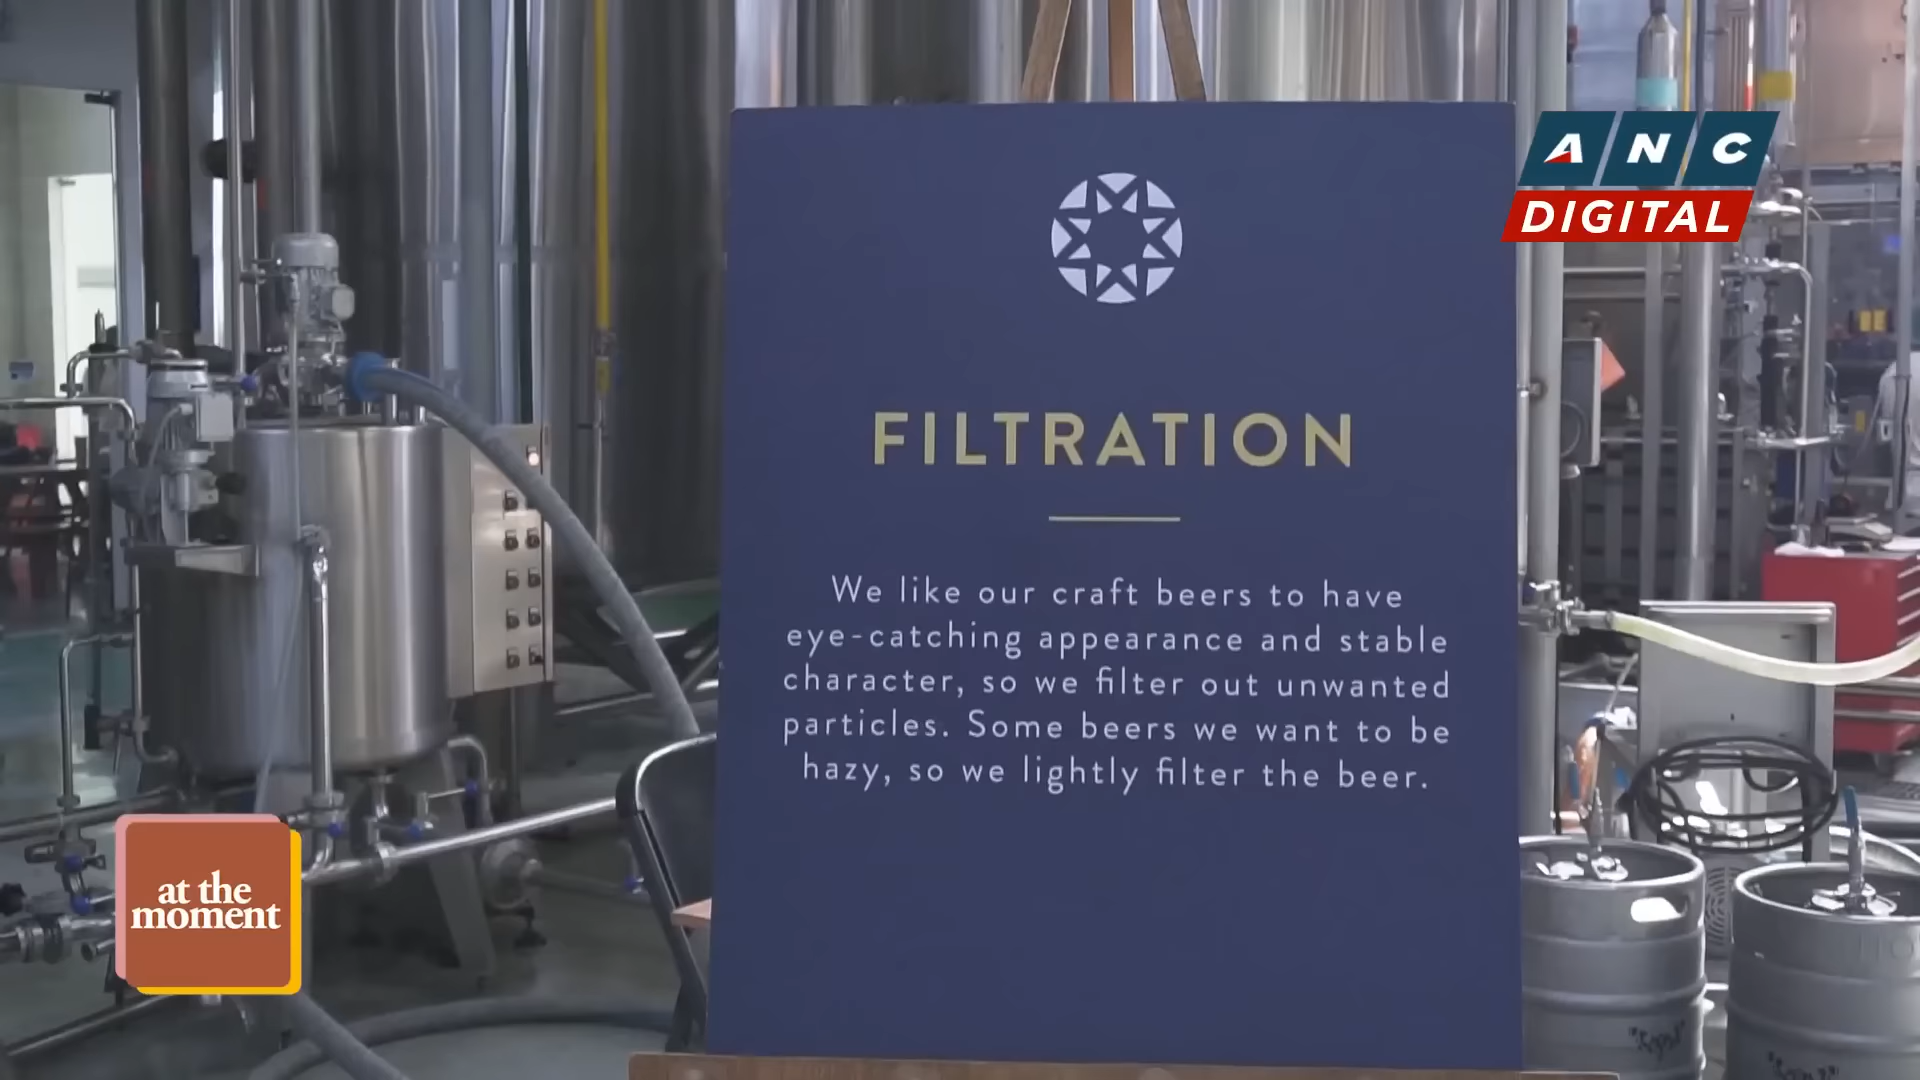 ANC
DIGITAL
FILTRATION
We like our craft beers to have
eye-catching appearance and stable
character, so we filter out unwanted
particles. Some beers we want to be
hazy, so we lightly filter the beer.
at the
moment